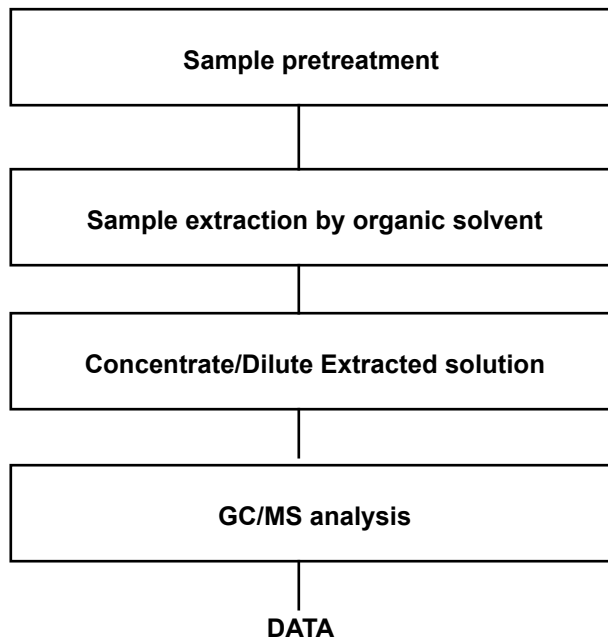 Sample pretreatment
Sample extraction by organic solvent
Concentrate/Dilute Extracted solution
GC/MS analysis
DATA